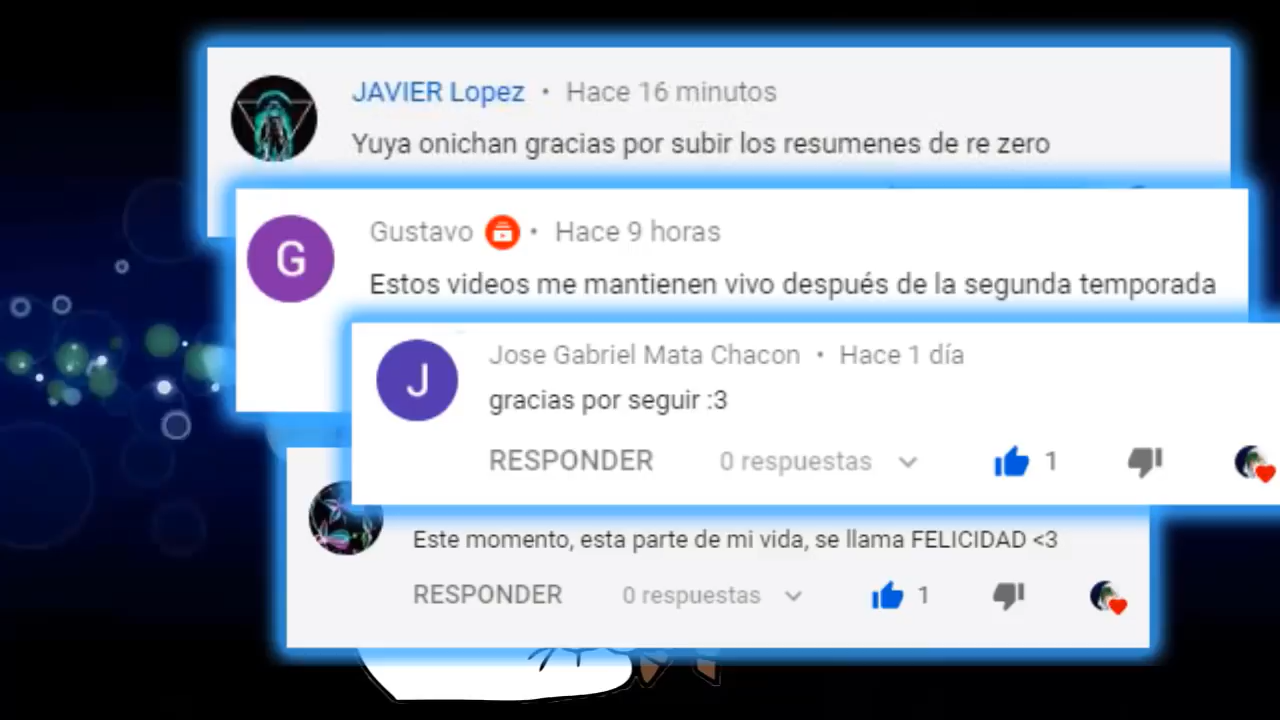 JAVIER Lopez • Hace 16 minutos
Yuya onichan gracias por subir los resumenes de re zero
G
Gustavo • Hace 9 horas
Estos videos me mantienen vivo después de la segunda temporada
J
Jose Gabriel Mata Chacon • Hace 1 día
gracias por seguir :3
RESPONDER 0 respuestas 1
Este momento, esta parte de mi vida, se llama FELICIDAD <3
RESPONDER 0 respuestas 1